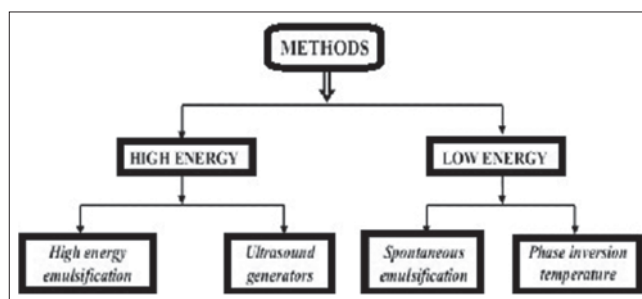 METHODS
HIGH ENERGY
LOW ENERGY
High energy
emulsification
Ultrasound
generators
Spontaneous
emulsification
Phase inversion
temperature